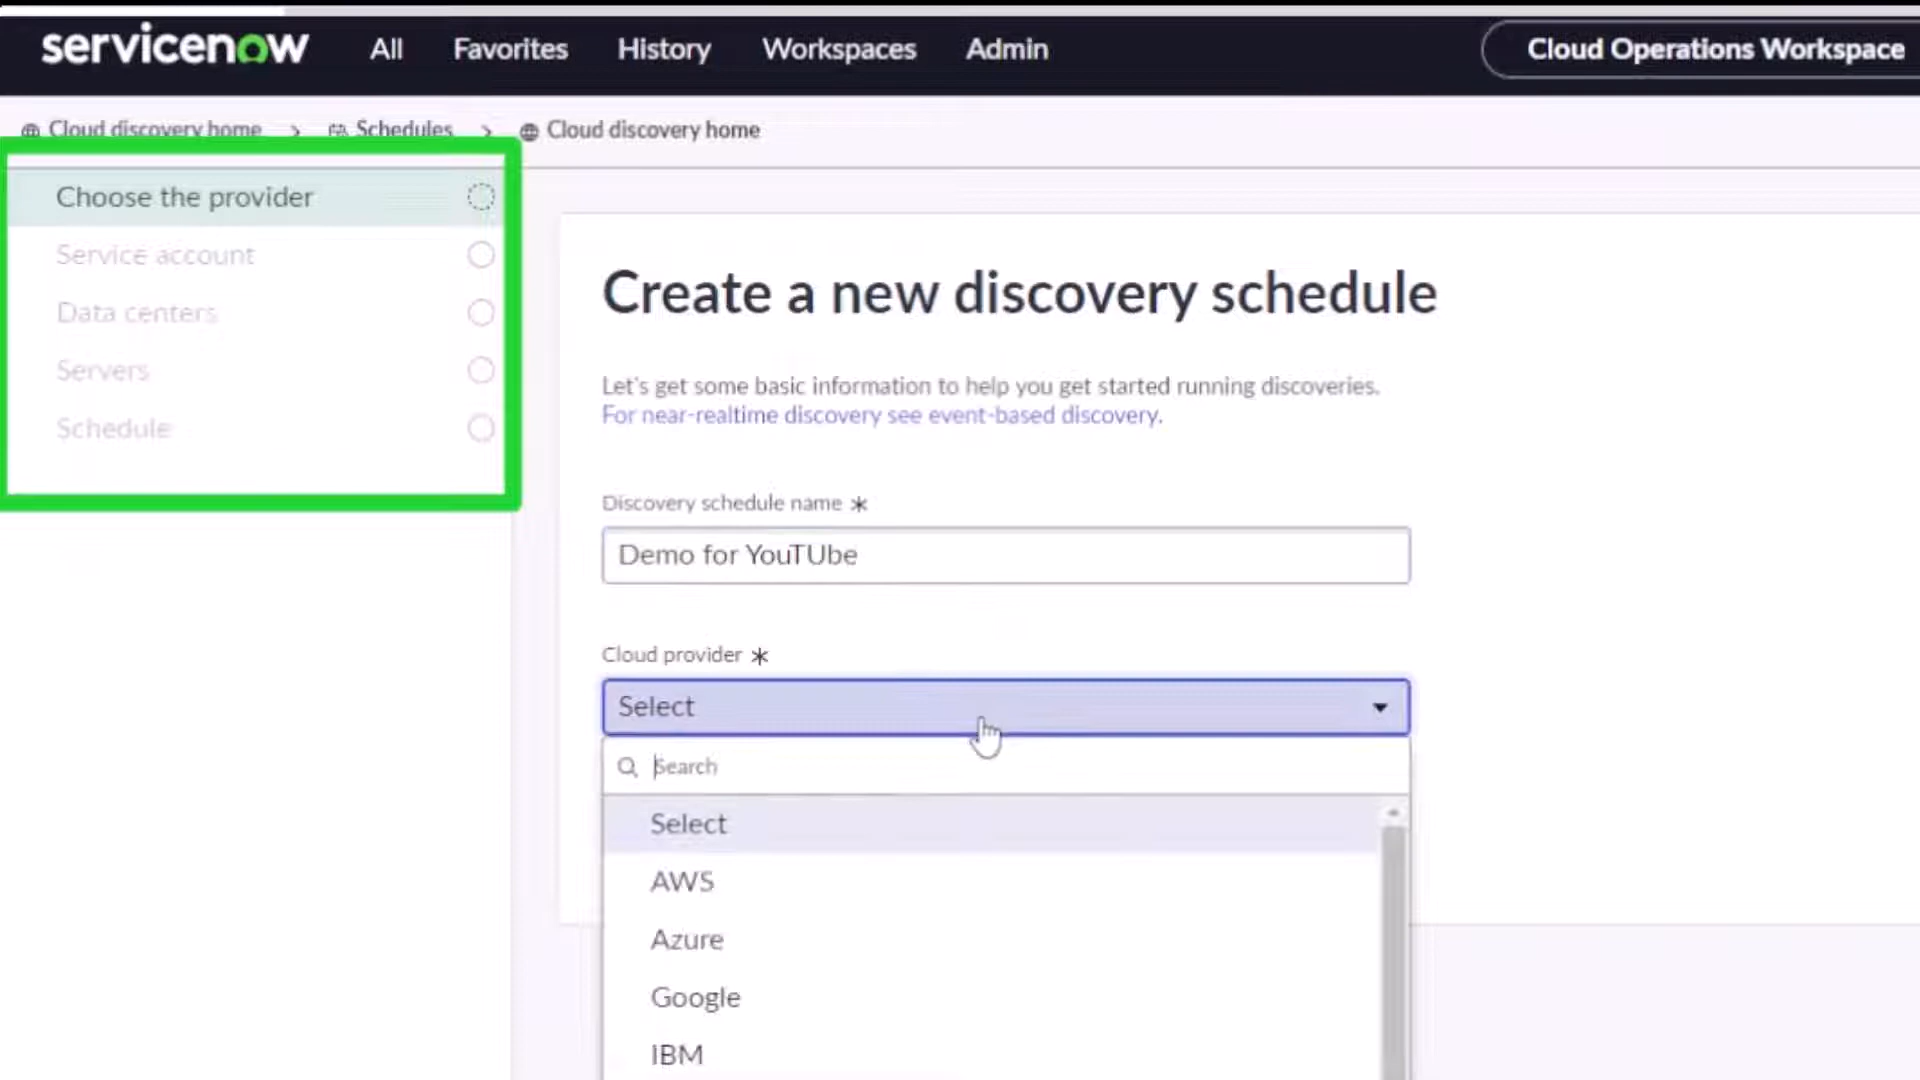 servicenow All Favorites History Workspaces Admin Cloud Operations Workspace
Cloud discovery home > Schedules > Cloud discovery home
Choose the provider
Service account
Data centers
Servers
Schedule
Create a new discovery schedule
Let's get some basic information to help you get started running discoveries.
For near-realtime discovery see event-based discovery.
Discovery schedule name *
Demo for YouTUbe
Cloud provider *
Select
Search
Select
AWS
Azure
Google
IBM